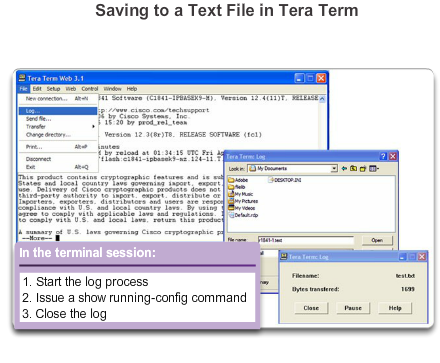 Saving to a Text File in Tera Term
Tera Term Web 3.1
File Edit Setup Web Control Window Help
New connection... Alt+N
Log...
Send file...
Transfer
Change directory...
Print... Alt+P
Disconnect
Exit Alt+Q
841 Software (C1841-IPBASEK9-M), Version 12.4(11)T, RELEASE
tp://www.cisco.com/techsupport
06 by Cisco Systems, Inc.
6 15:20 by prod_rel_team
Version 12.3(8r)T8, RELEASE SOFTWARE (fc1)
inutes
by reload at 01:34:15 UTC Fri
"flash:c1841-ipbasek9-mz.124-11.T
This product contains cryptographic features and is
States and local country laws governing import, export,
use. Delivery of Cisco cryptographic products does not
third-party authority to import, export, distribute or
Importers, exporters, distributors and users are
compliance with U.S. and local country laws. By using
agree to comply with applicable laws and regulations.
to comply with U.S. and local laws, return this product
A summary of U.S. laws governing Cisco cryptographic
--More--
Tera Term: Log
Look in: My Documents
Adobe
DESKTOP.INI
My Music
My Pictures
My Videos
Default.rdp
File name: r1841-1.text
Open
Tera Term: Log
Filename: test.txt
Bytes transfered: 1699
Close Pause Help
In the terminal session:
1. Start the log process
2. Issue a show running-config command
3. Close the log